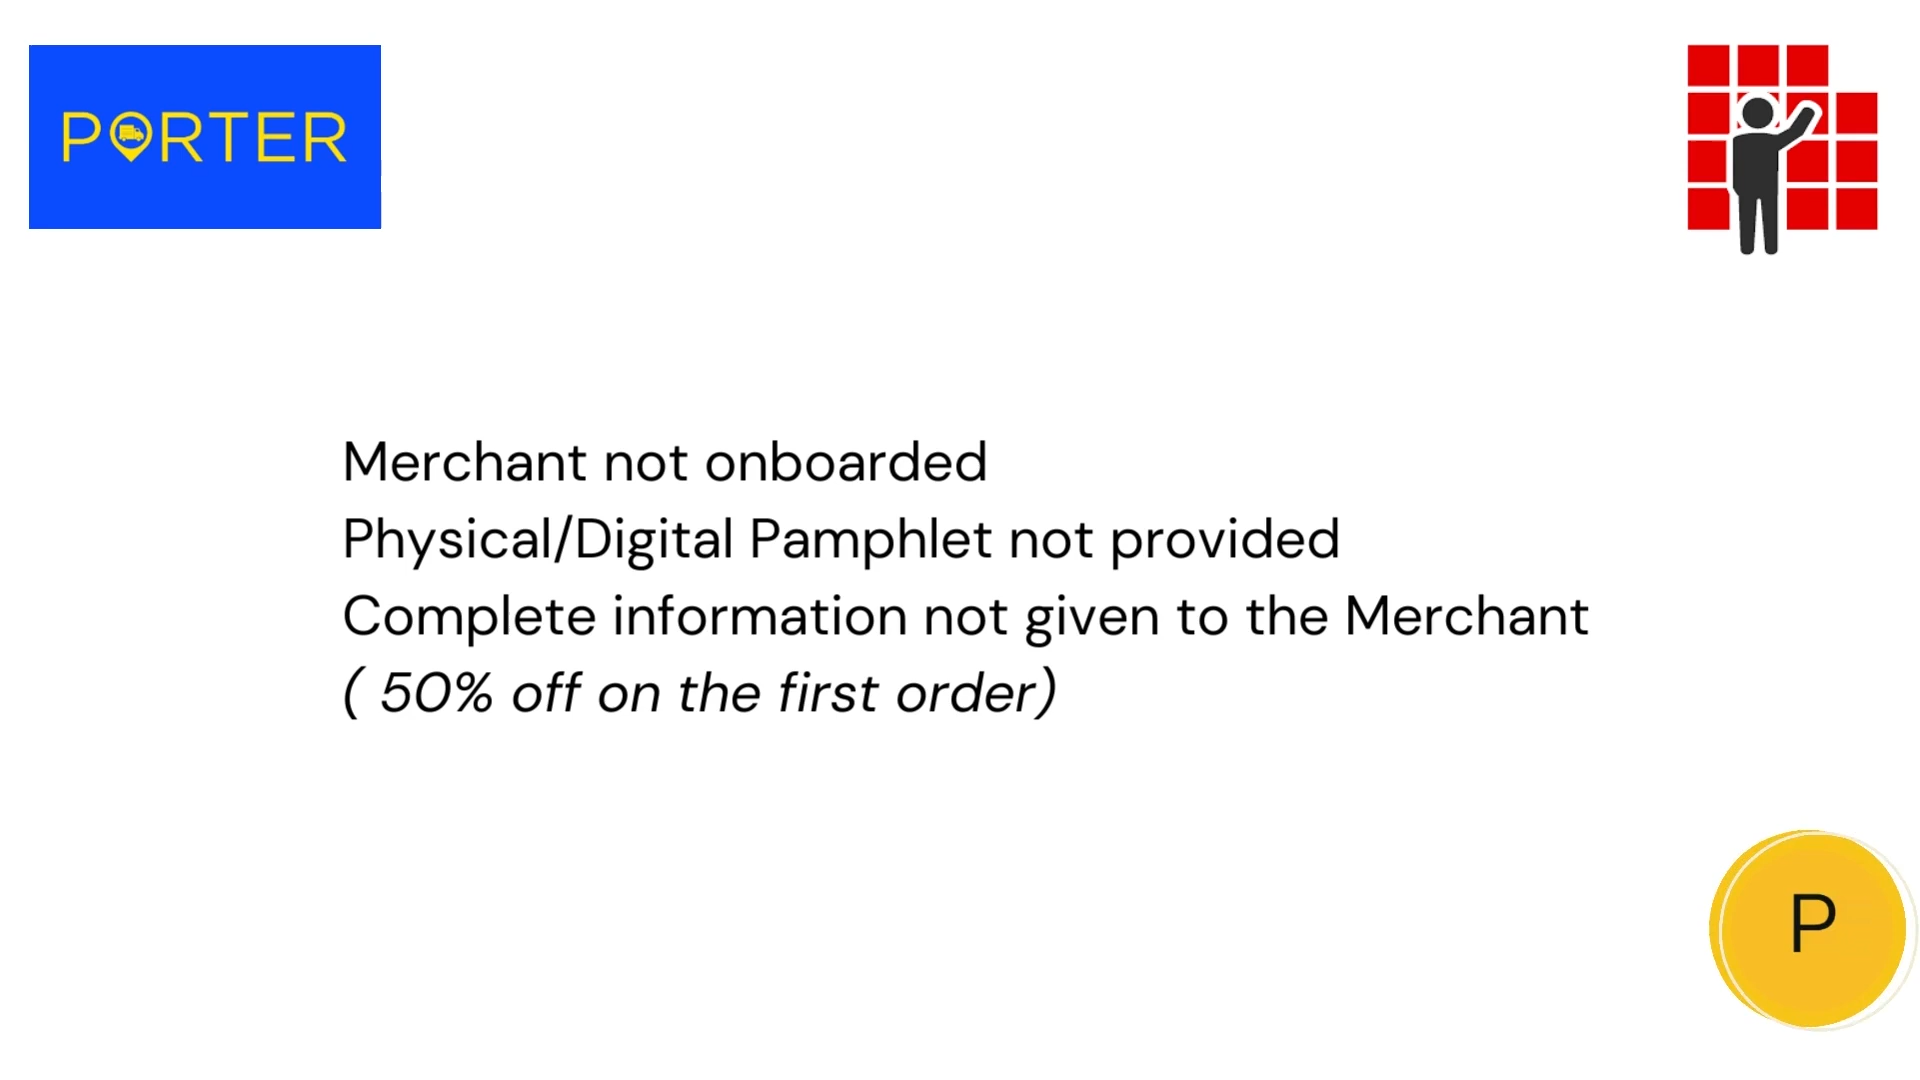 PORTER
Merchant not onboarded
Physical/Digital Pamphlet not provided
Complete information not given to the Merchant
( 50% off on the first order)
P